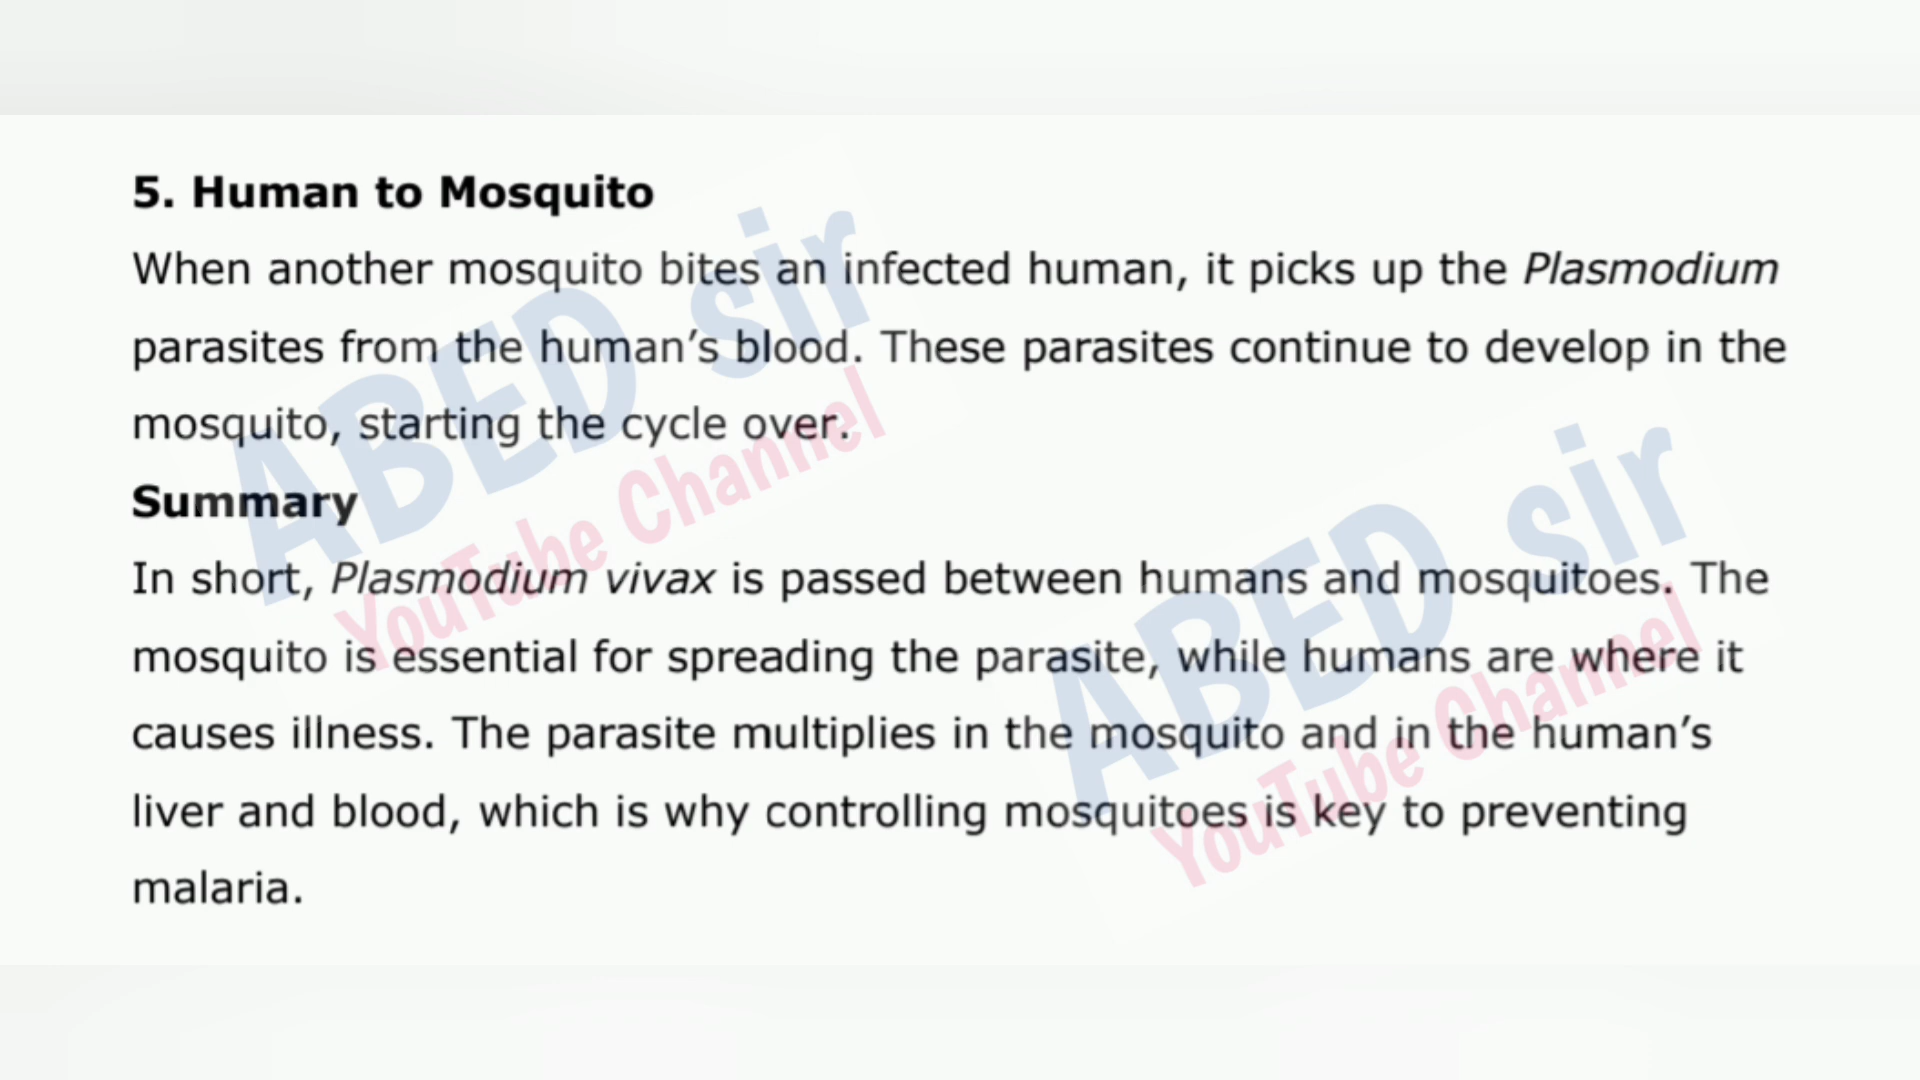 5. Human to Mosquito
When another mosquito bites an infected human, it picks up the Plasmodium
parasites from the human’s blood. These parasites continue to develop in the
mosquito, starting the cycle over.
Summary
In short, Plasmodium vivax is passed between humans and mosquitoes. The
mosquito is essential for spreading the parasite, while humans are where it
causes illness. The parasite multiplies in the mosquito and in the human’s
liver and blood, which is why controlling mosquitoes is key to preventing
malaria.
ABED sir
YouTube Channel
ABED sir
YouTube Channel